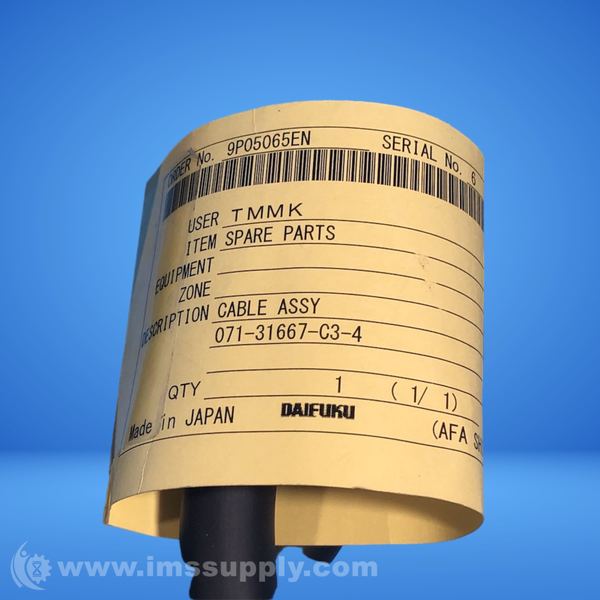 ORDER No. 9P05065EN SERIAL No. 6
USER TMMK
ITEM SPARE PARTS
EQUIPMENT
ZONE
DESCRIPTION CABLE ASSY
071-31667-C3-4
QTY 1 ( 1/ 1)
Made in JAPAN DAIFUKU (AFA
www.imssupply.com